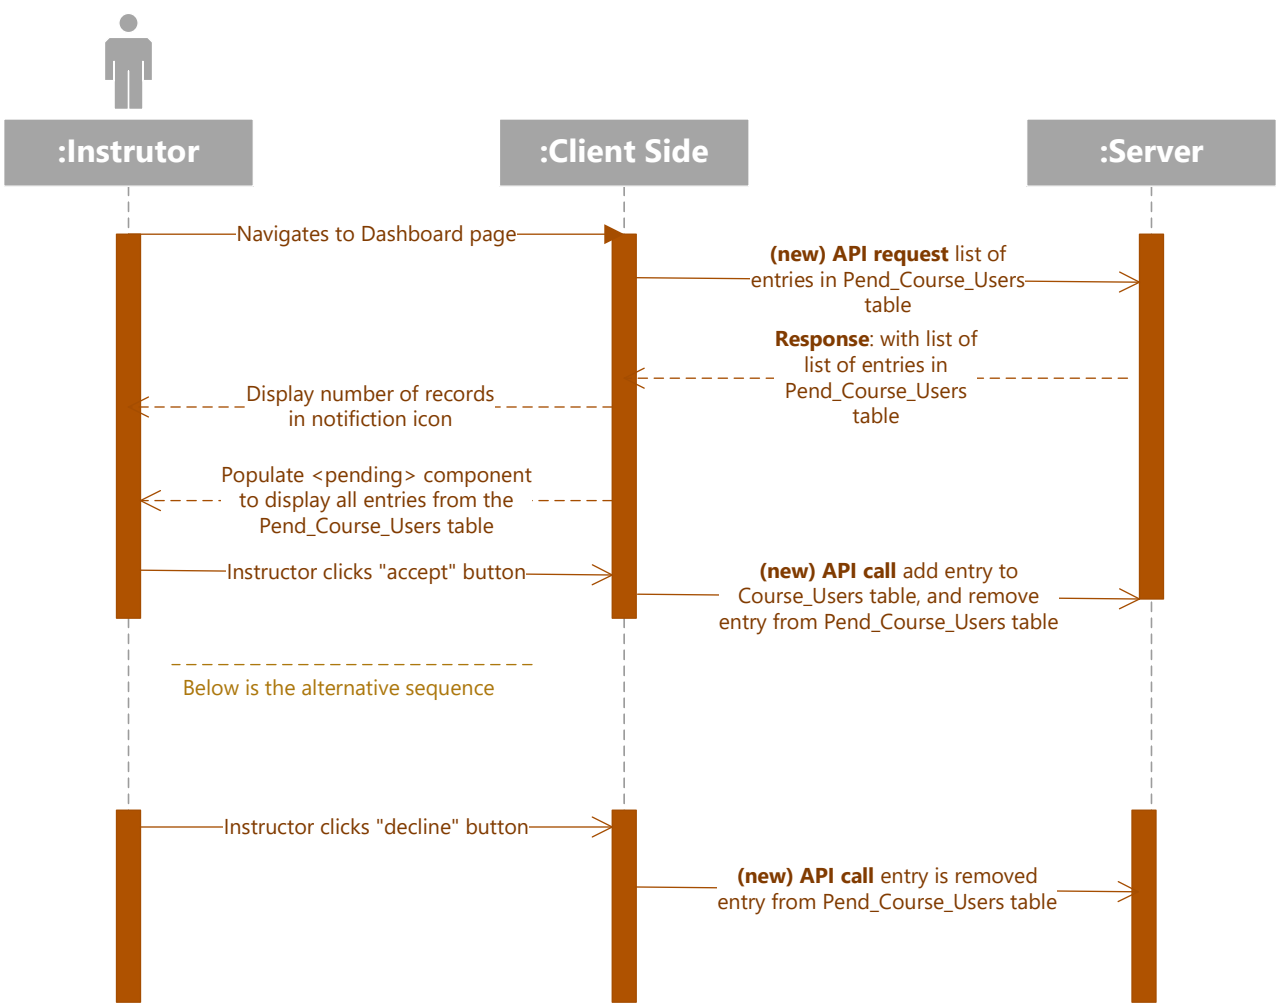 :Instrutor
:Client Side
:Server
Navigates to Dashboard page
(new) API request list of
entries in Pend_Course_Users
table
Response: with list of
list of entries in
Pend_Course_Users
table
Display number of records
in notifiction icon
Populate <pending> component
to display all entries from the
Pend_Course_Users table
Instructor clicks "accept" button
(new) API call add entry to
Course_Users table, and remove
entry from Pend_Course_Users table
Below is the alternative sequence
Instructor clicks "decline" button
(new) API call entry is removed
entry from Pend_Course_Users table